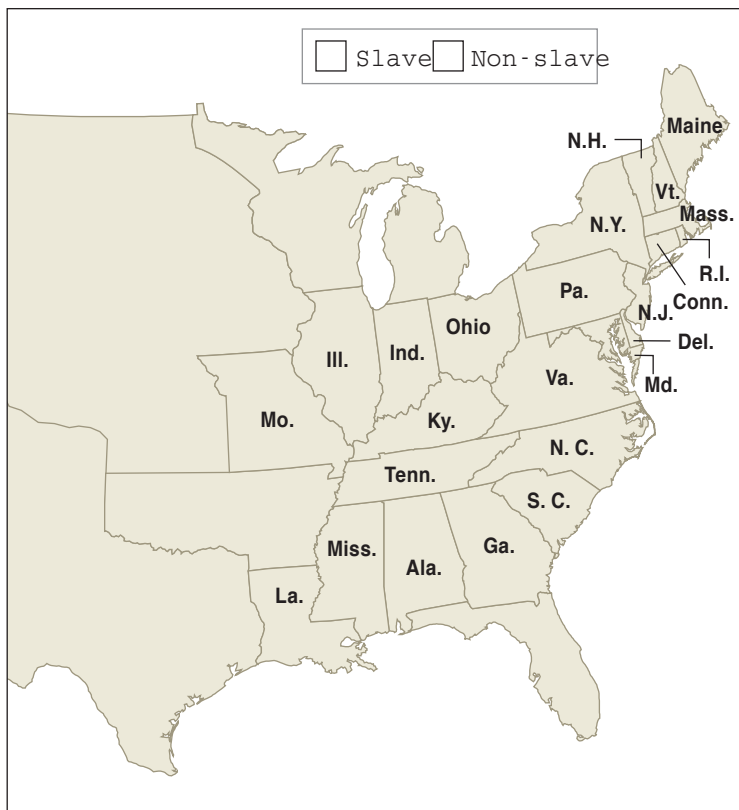 Slave Non-slave
Maine
N.H.
Vt.
Mass.
N.Y.
R.I.
Conn.
Pa.
N.J.
Ohio
Del.
Ill.
Ind.
Va.
Md.
Mo.
Ky.
N. C.
Tenn.
S. C.
Miss.
Ga.
Ala.
La.